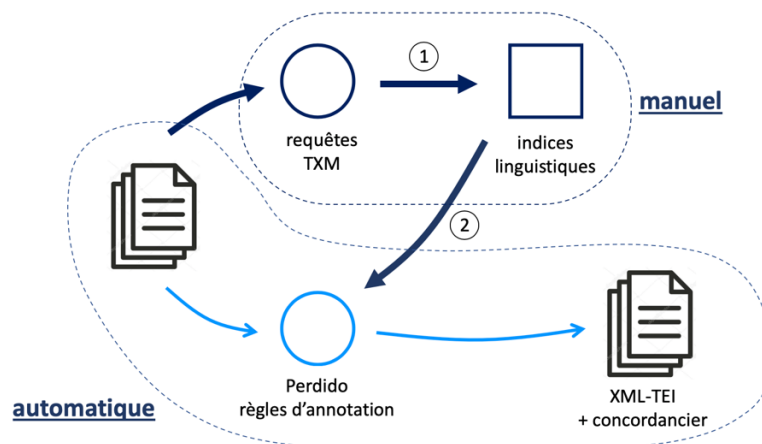 1
manuel
requêtes
TXM
indices
linguistiques
2
Perdido
règles d'annotation
XML-TEI
+ concordancier
automatique